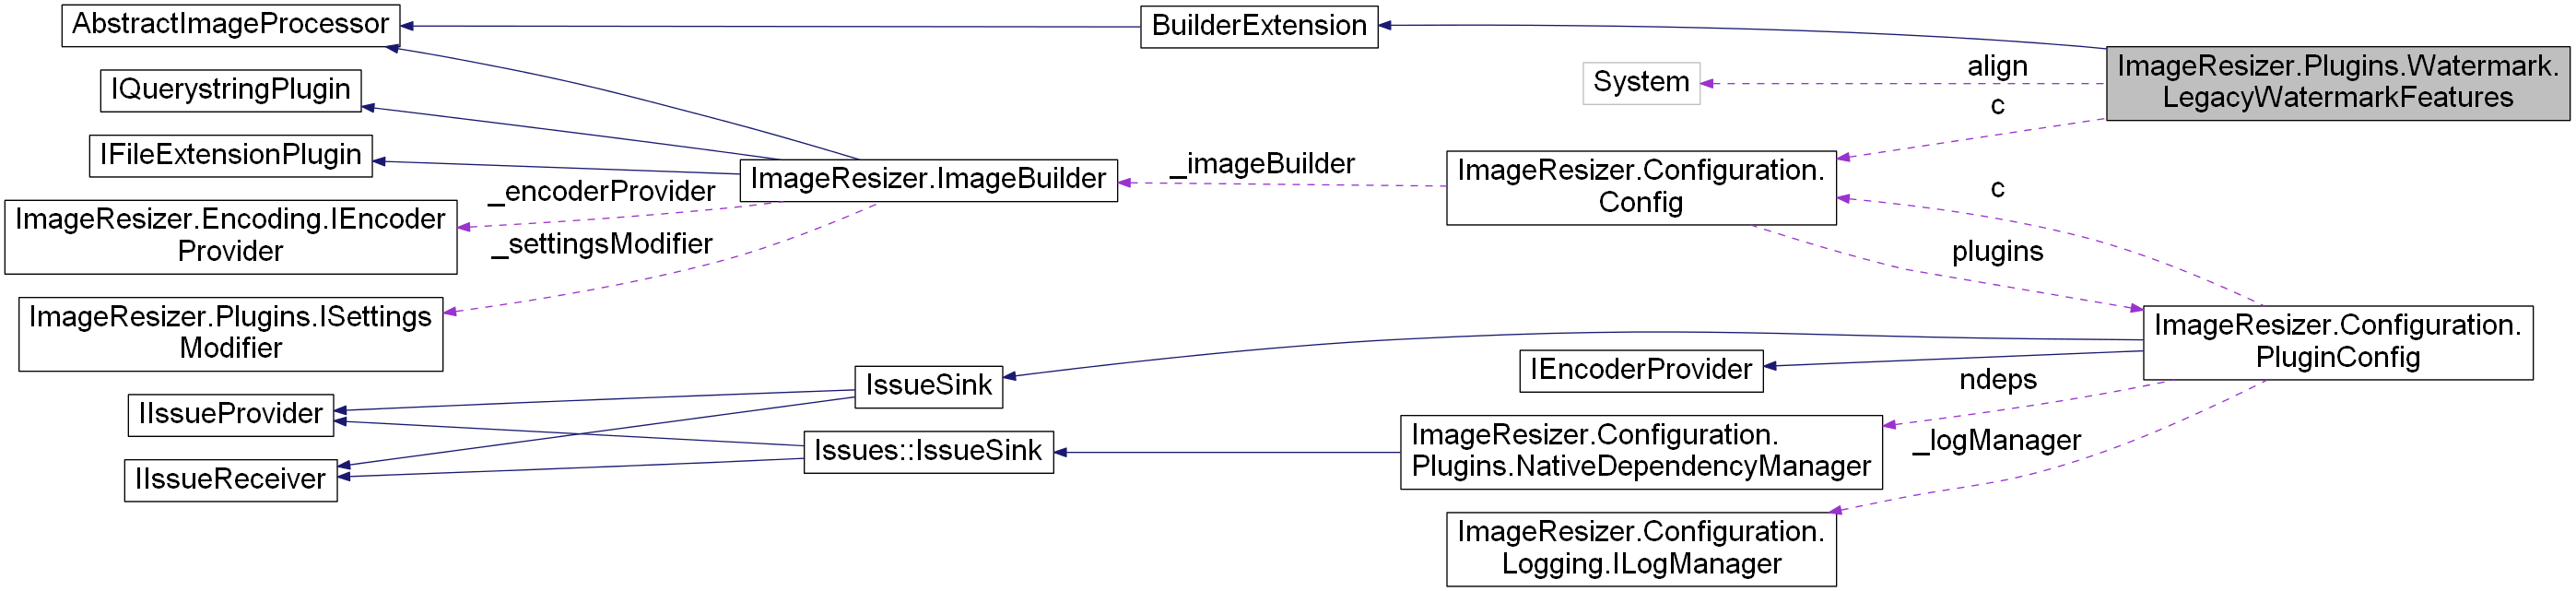 AbstractImageProcessor
BuilderExtension
ImageResizer.Plugins.Watermark.
LegacyWatermarkFeatures
align
System
c
IQuerystringPlugin
IFileExtensionPlugin
ImageResizer.ImageBuilder
_imageBuilder
ImageResizer.Configuration.
Config
_encoderProvider
ImageResizer.Encoding.IEncoder
Provider
_settingsModifier
c
plugins
ImageResizer.Plugins.ISettings
Modifier
ImageResizer.Configuration.
PluginConfig
IEncoderProvider
IssueSink
ndeps
IIssueProvider
Issues::IssueSink
ImageResizer.Configuration.
Plugins.NativeDependencyManager
_logManager
IIssueReceiver
ImageResizer.Configuration.
Logging.ILogManager